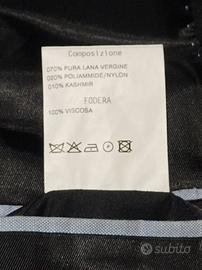 Composizione
070% PURA LANA VERGINE
020% POLIAMMIDE/NYLON
010% KASHMIR
FODERA
100% VISCOSA
subito